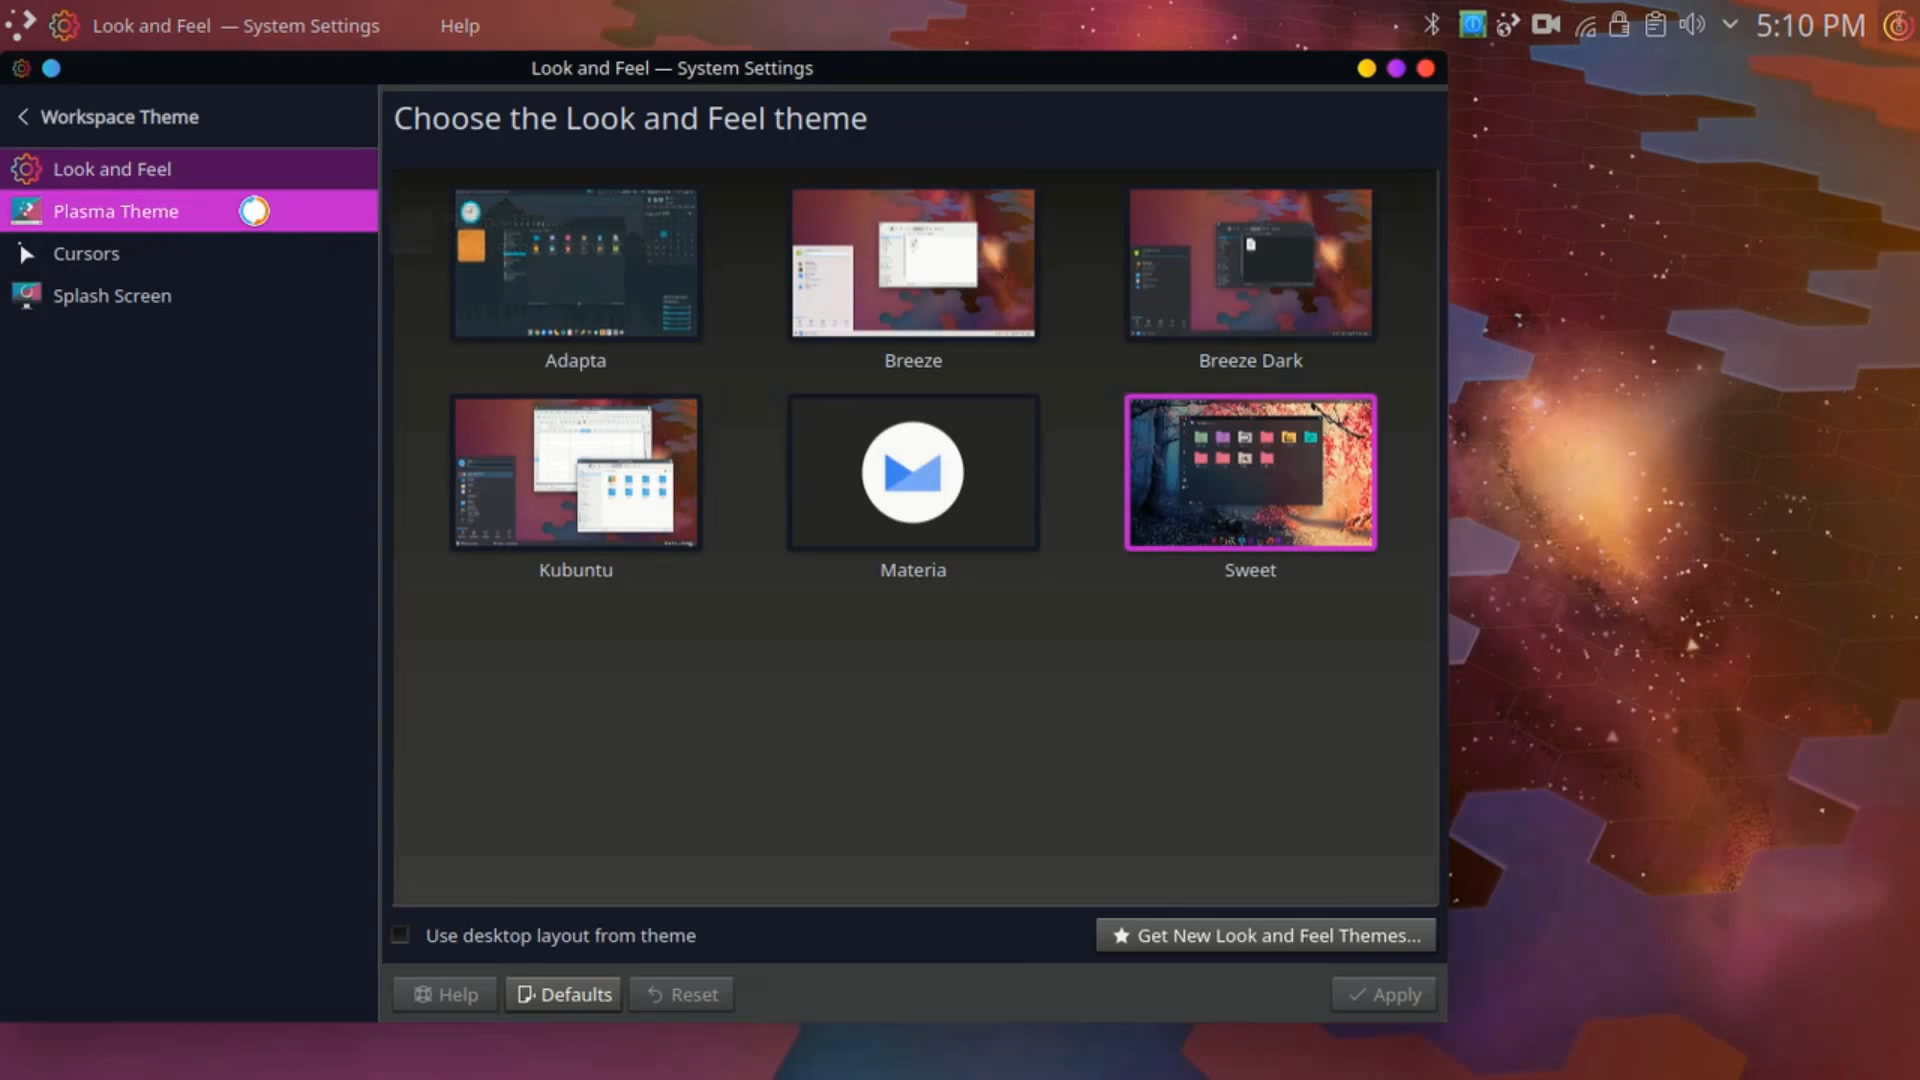 Look and Feel — System Settings
Help
5:10 PM
Look and Feel — System Settings
Workspace Theme
Look and Feel
Plasma Theme
Cursors
Splash Screen
Choose the Look and Feel theme
Adapta
Breeze
Breeze Dark
Kubuntu
Materia
Sweet
Use desktop layout from theme
Get New Look and Feel Themes...
Help
Defaults
Reset
Apply